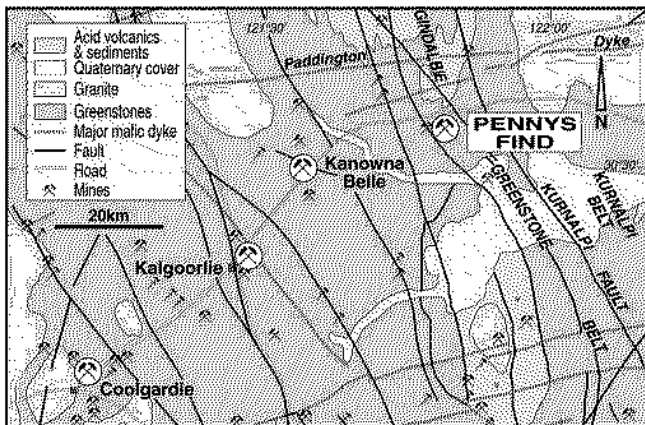 Acid volcanics
& sediments
Quaternary cover
Granite
Greenstones
Major mafic dyke
Fault
Road
Mines
20km
121°30'
122°00'
Dyke
Paddington
GINDALBIE
N
PENNYS
FIND
30°30'
Kanowna
Belle
GREENSTONE
KURNALPI
BELT
KURNALPI
FAULT
BELT
Kalgoorlie
Coolgardie